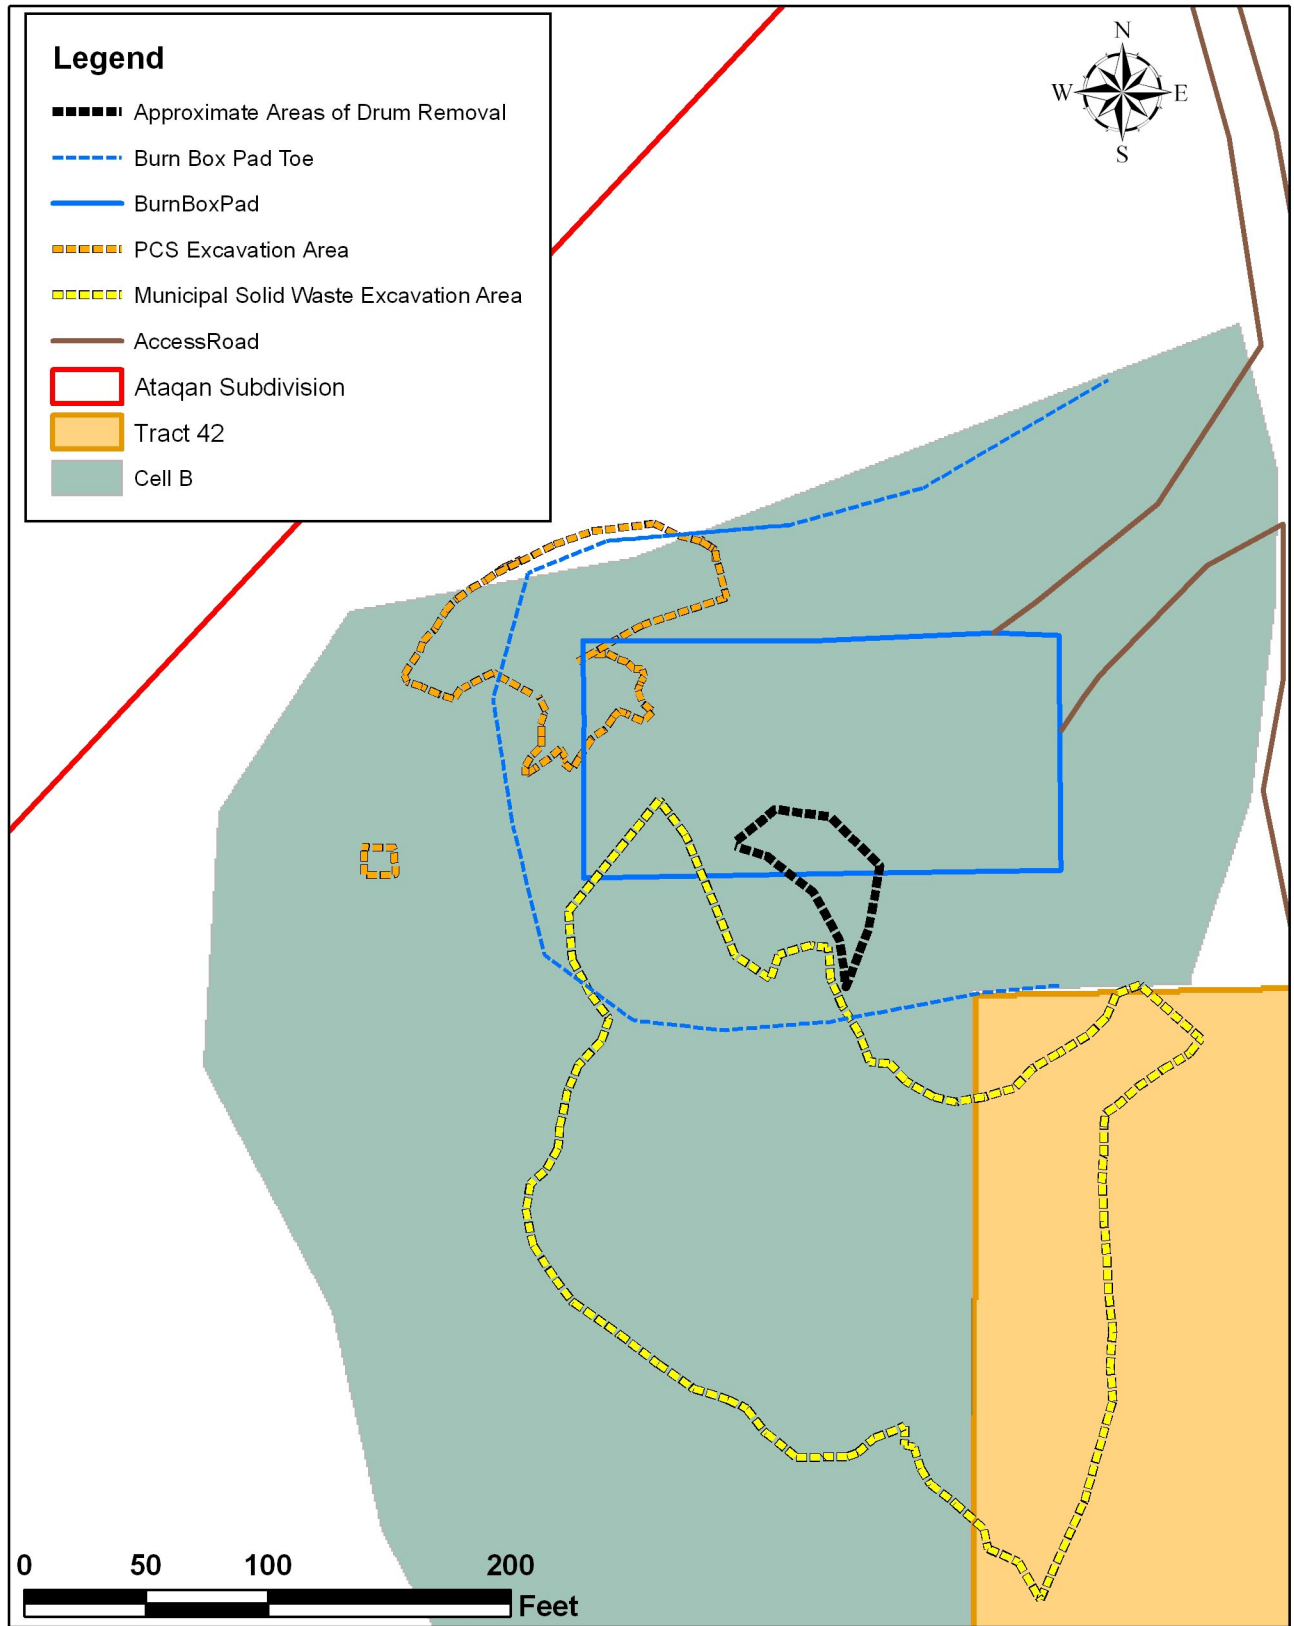 Legend
Approximate Areas of Drum Removal
Burn Box Pad Toe
BurnBoxPad
PCS Excavation Area
Municipal Solid Waste Excavation Area
AccessRoad
Ataqan Subdivision
Tract 42
Cell B
N
W E
S
0 50 100 200
Feet